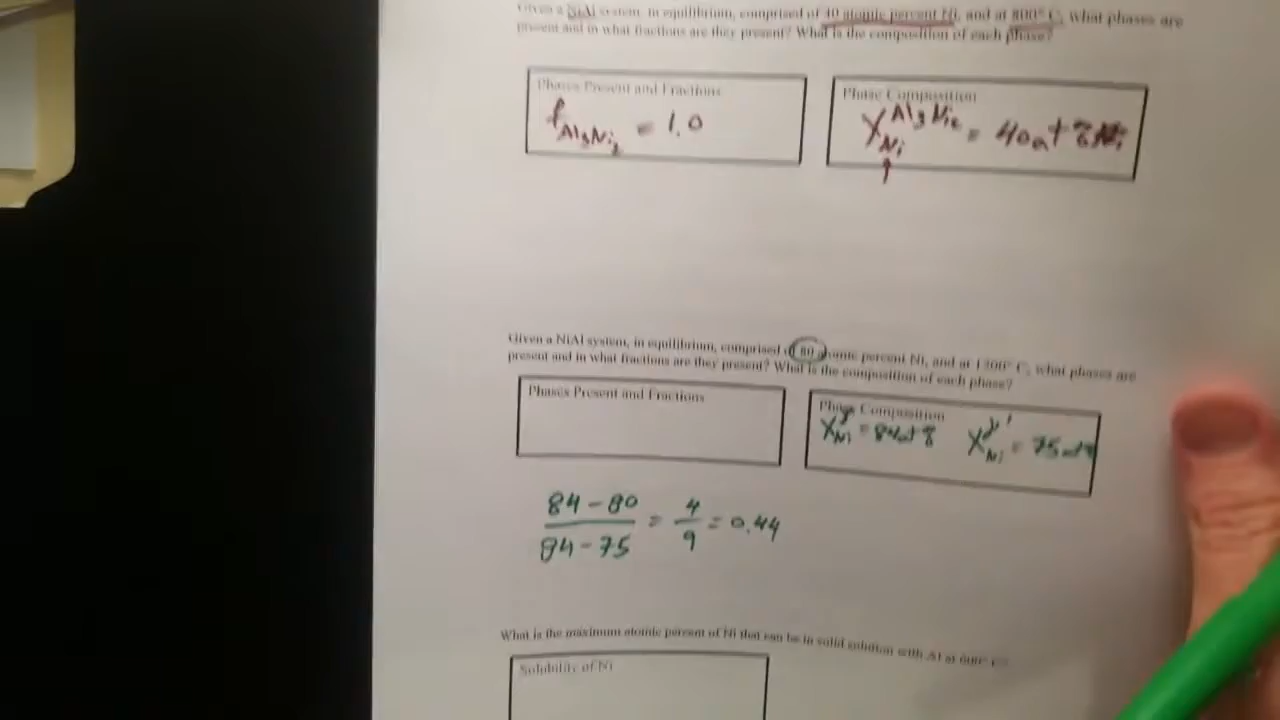 Given a NiAl system, in equilibrium, comprised of 40 atomic percent Ni, and at 800° C, what phases are
present and in what fractions are they present? What is the composition of each phase?
Phases Present and Fractions
f Al3Ni2 = 1.0
Phase Composition
X Ni Al3Ni2 = 40at% Ni
Given a NiAl system, in equilibrium, comprised of 80 atomic percent Ni, and at 1200° C, what phases are
present and in what fractions are they present? What is the composition of each phase?
Phases Present and Fractions
Phase Composition
X Ni γ = 84at% X Ni γ' = 75at%
84-80 / 84-75 = 4/9 = 0.44
What is the maximum atomic percent of Ni that can be in solid solution with Al at 600° C?
Solubility of Ni